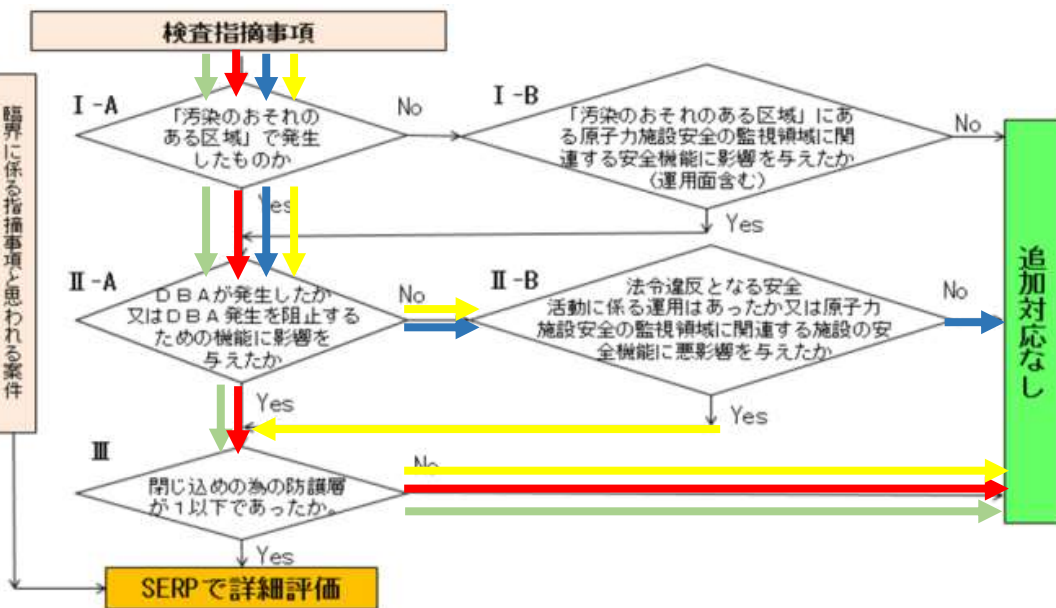 検査指摘事項
臨界に係る指摘事項と思われる案件
Ⅰ-A
「汚染のおそれの
ある区域」で発生
したものか
No
Yes
Ⅰ-B
「汚染のおそれのある区域」にあ
る原子力施設安全の監視領域に関
連する安全機能に影響を与えたか
(運用面含む)
No
Yes
Ⅱ-A
DBAが発生したか
又はDBA発生を阻止する
ための機能に影響を
与えたか
No
Yes
Ⅱ-B
法令違反となる安全
活動に係る運用はあったか又は原子力
施設安全の監視領域に関連する施設の安
全機能に悪影響を与えたか
No
Yes
Ⅲ
閉じ込めの為の防護層
が1以下であったか。
No
Yes
SERPで詳細評価
追加対応なし